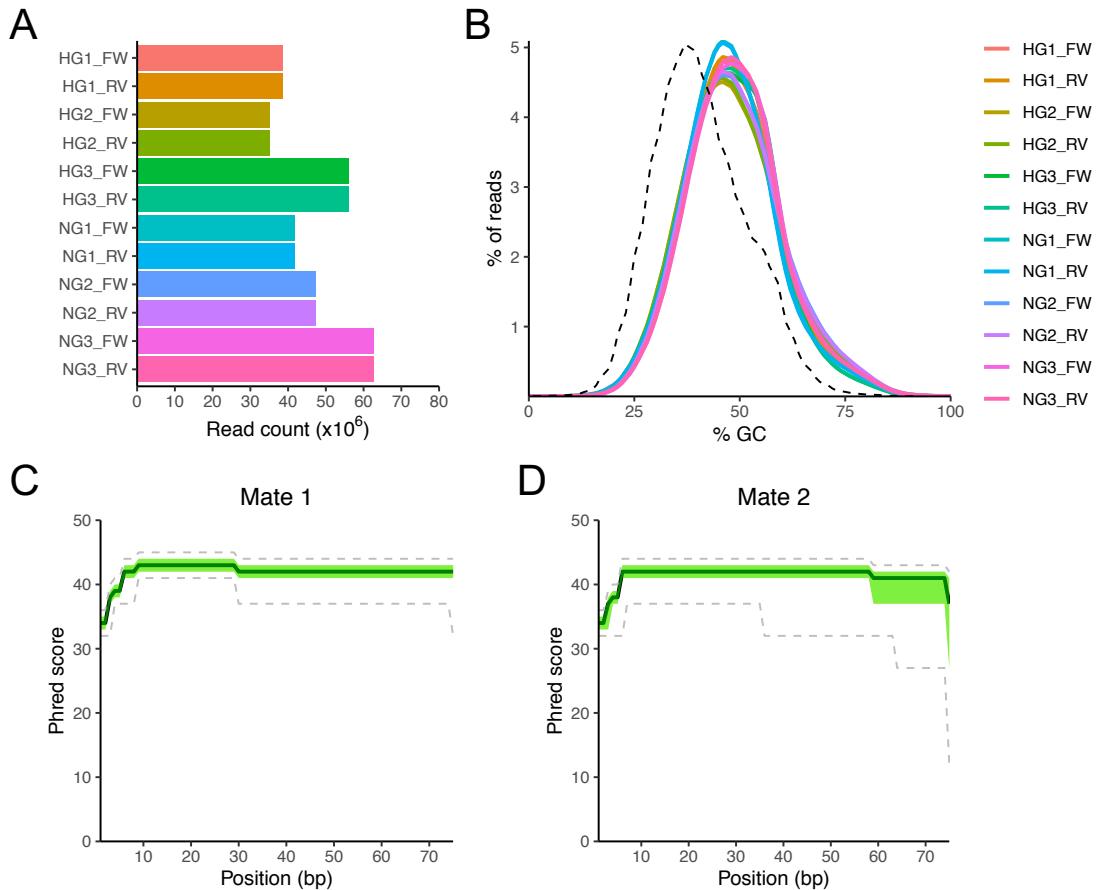 A
HG1_FW
HG1_RV
HG2_FW
HG2_RV
HG3_FW
HG3_RV
NG1_FW
NG1_RV
NG2_FW
NG2_RV
NG3_FW
NG3_RV
0 10 20 30 40 50 60 70 80
Read count (x10⁶)
B
5
4
3
2
1
% of reads
0 25 50 75 100
% GC
HG1_FW
HG1_RV
HG2_FW
HG2_RV
HG3_FW
HG3_RV
NG1_FW
NG1_RV
NG2_FW
NG2_RV
NG3_FW
NG3_RV
C
Mate 1
50
40
30
20
10
0
Phred score
10 20 30 40 50 60 70
Position (bp)
D
Mate 2
50
40
30
20
10
0
Phred score
10 20 30 40 50 60 70
Position (bp)